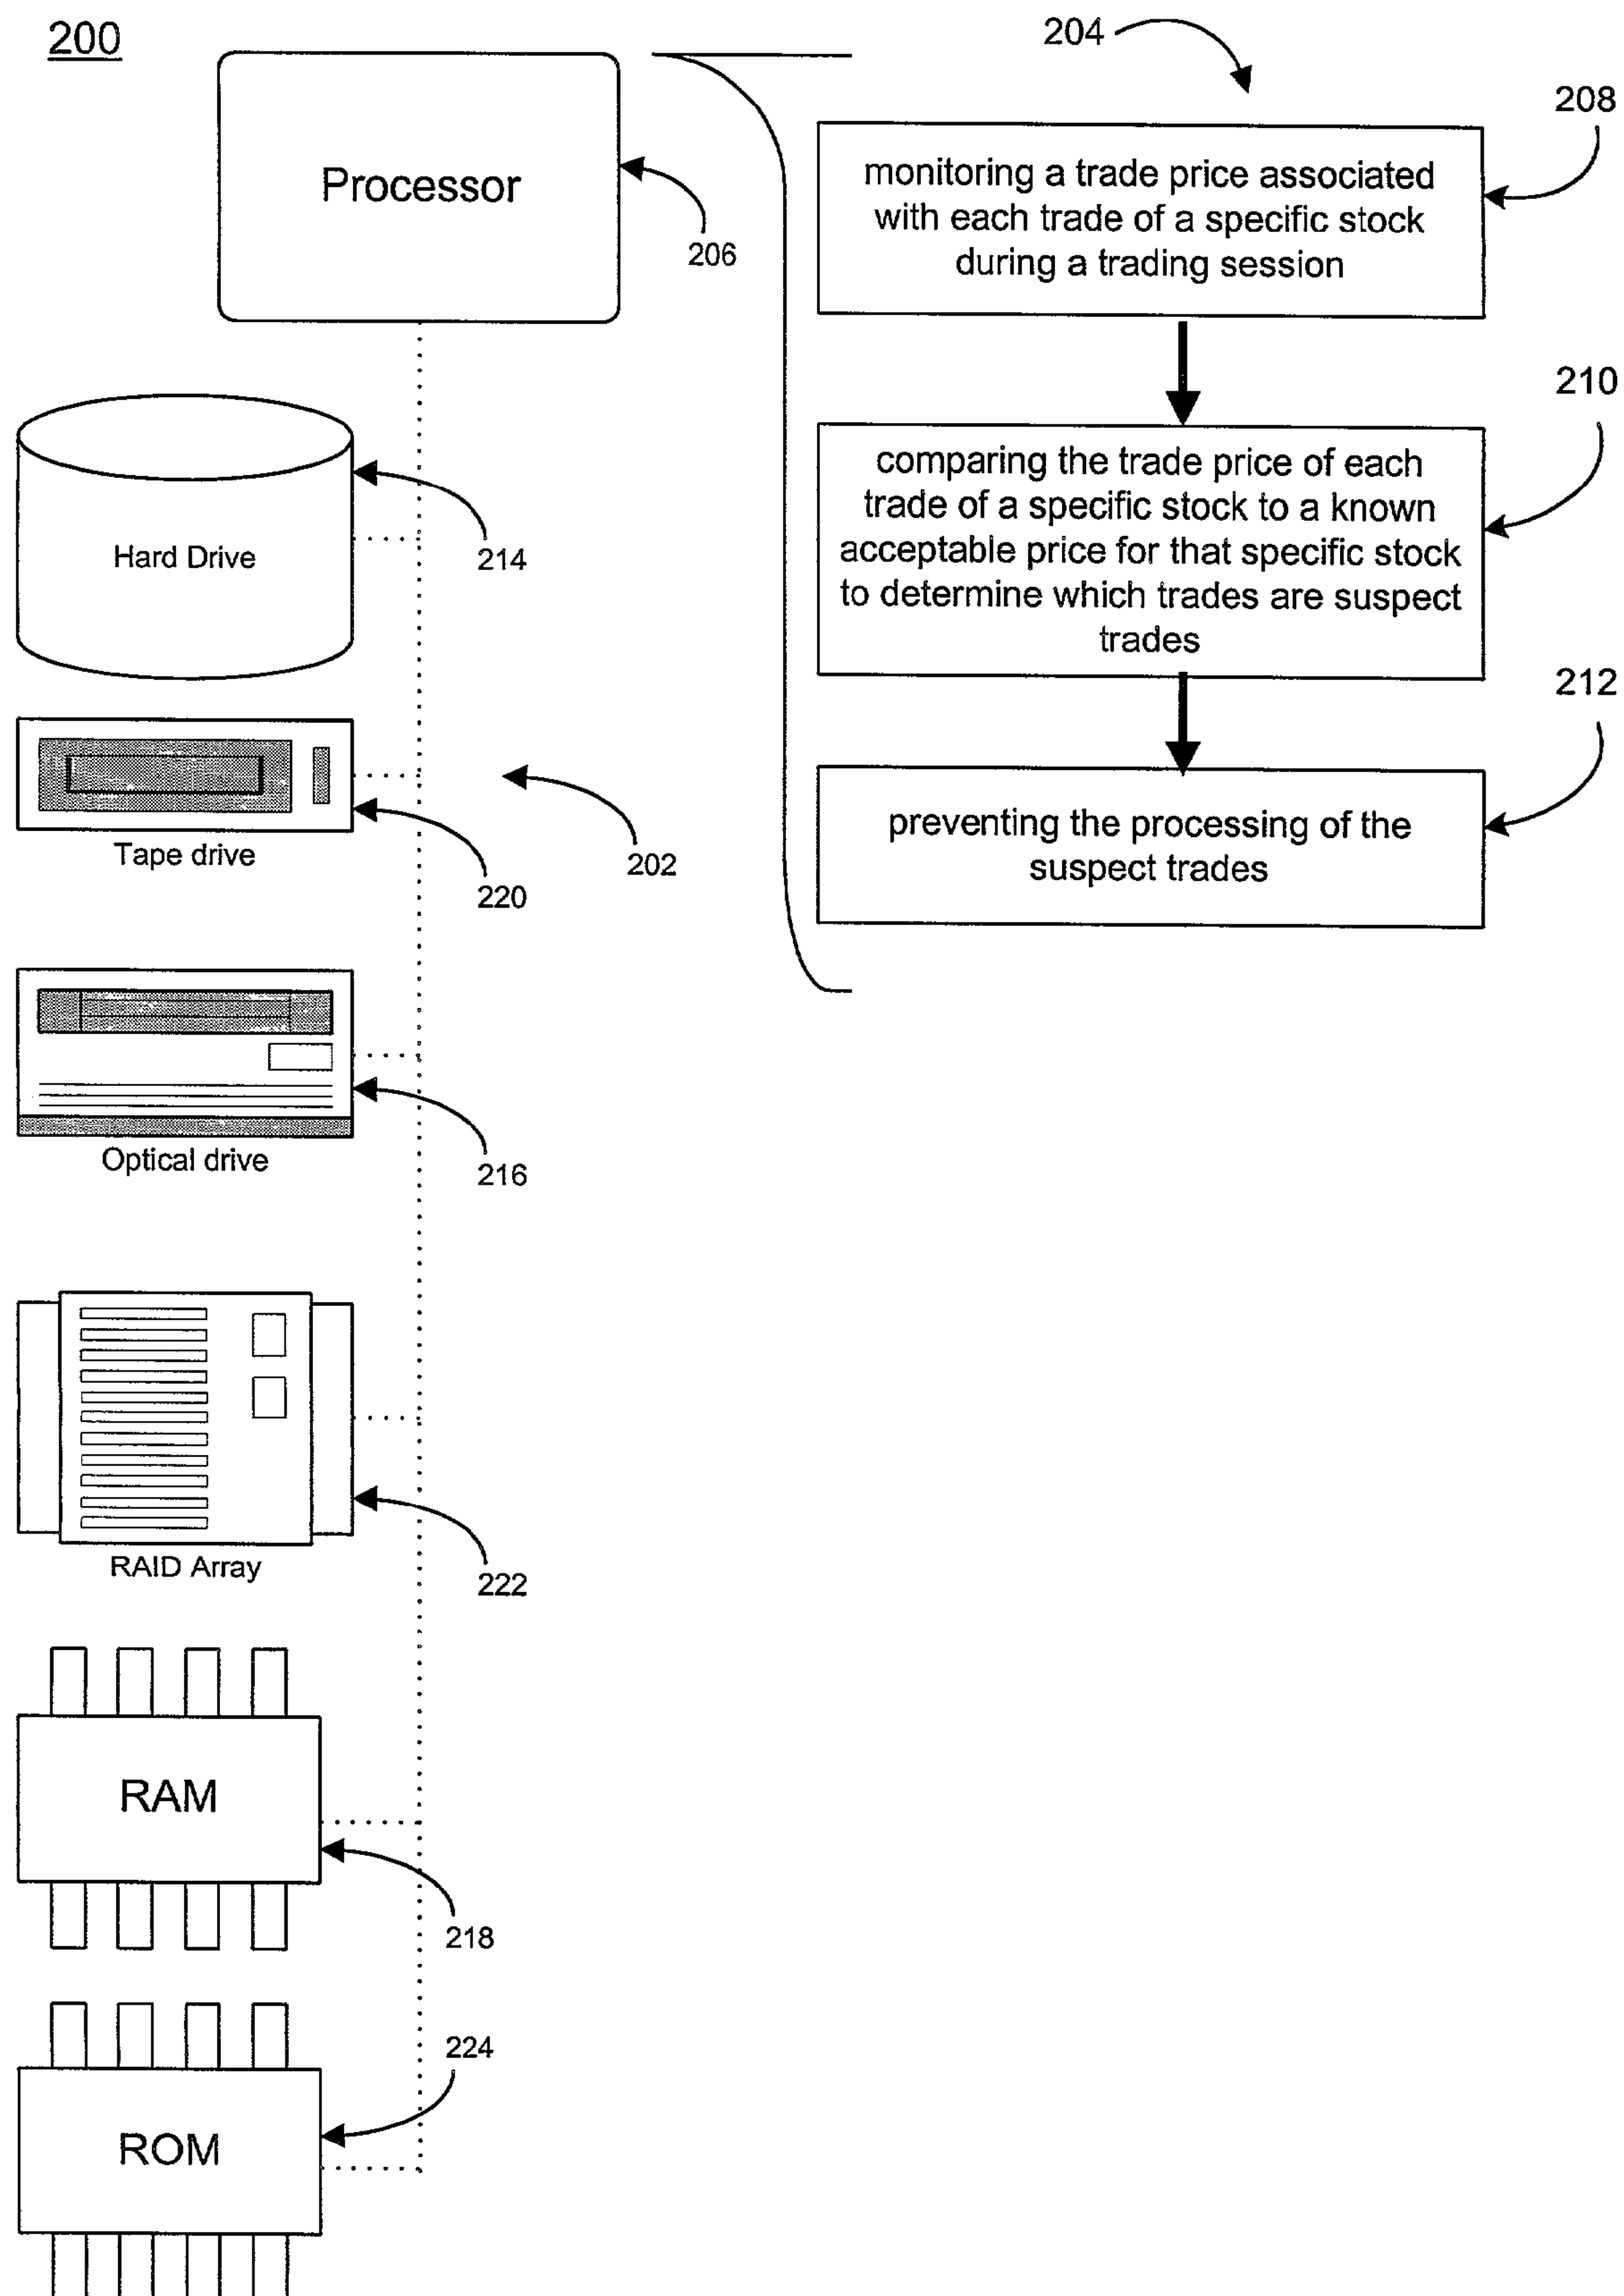 200
204
208
Processor
monitoring a trade price associated
with each trade of a specific stock
during a trading session
206
210
comparing the trade price of each
trade of a specific stock to a known
acceptable price for that specific stock
to determine which trades are suspect
trades
Hard Drive
214
212
preventing the processing of the
suspect trades
Tape drive
202
220
Optical drive
216
RAID Array
222
RAM
218
224
ROM